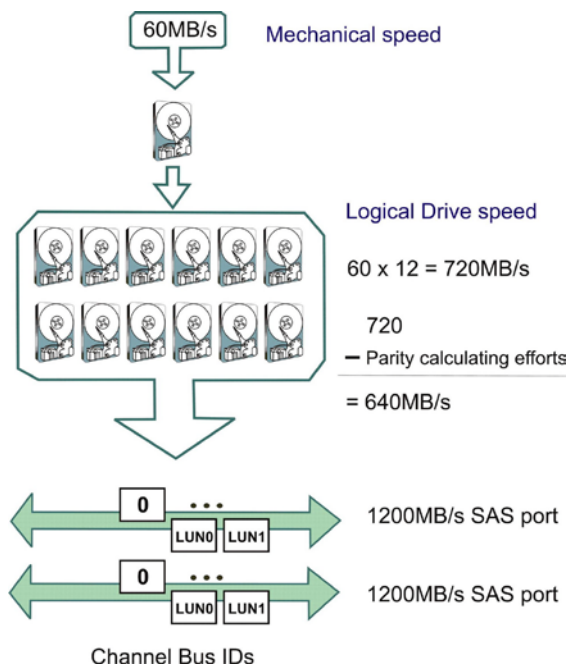 60MB/s
Mechanical speed
Logical Drive speed
60 x 12 = 720MB/s
720
– Parity calculating efforts
= 640MB/s
0
...
LUN0 LUN1
1200MB/s SAS port
0
...
LUN0 LUN1
1200MB/s SAS port
Channel Bus IDs